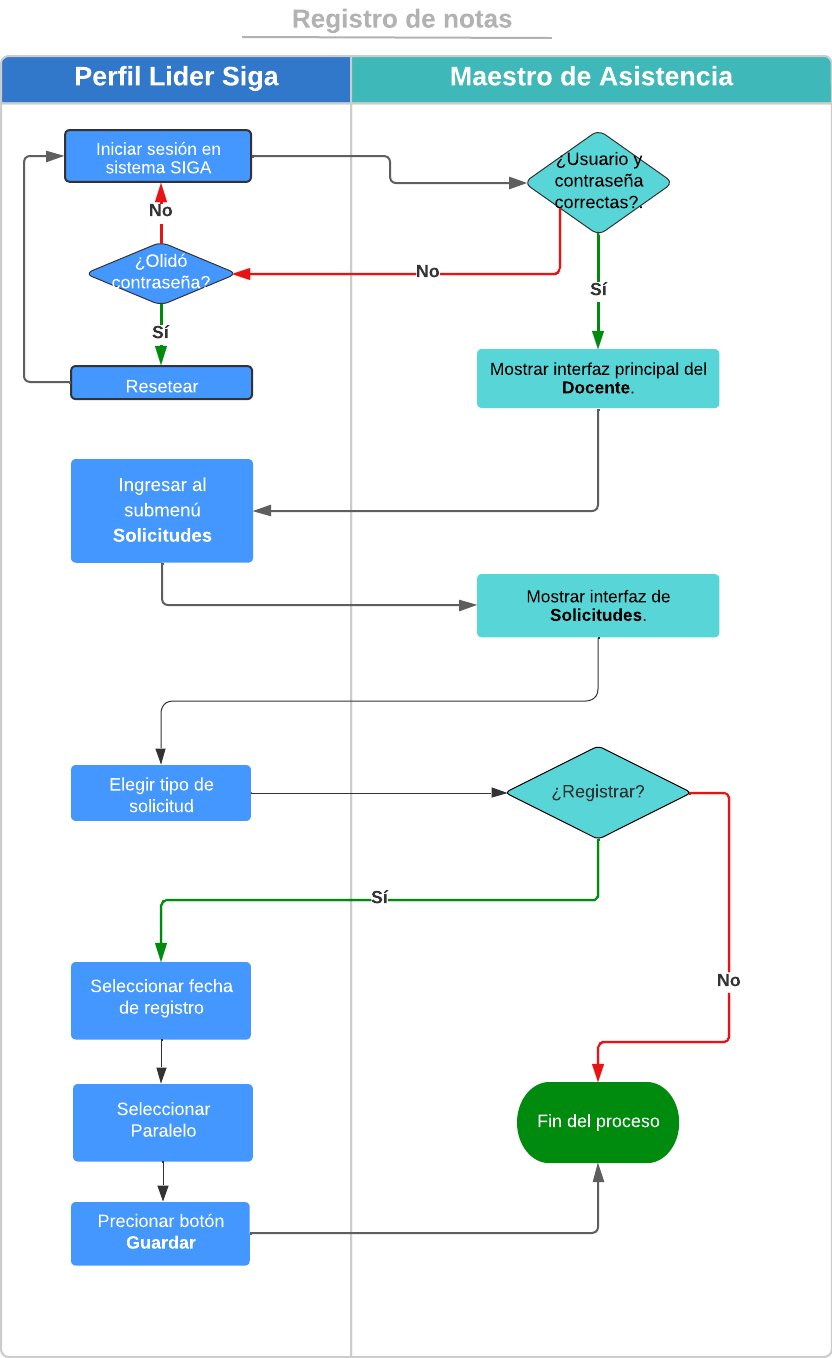 Registro de notas
Perfil Lider Siga
Maestro de Asistencia
Iniciar sesión en
sistema SIGA
¿Usuario y
contraseña
correctas?.
No
¿Olidó
contraseña?
No
Sí
Sí
Resetear
Mostrar interfaz principal del
Docente.
Ingresar al
submenú
Solicitudes
Mostrar interfaz de
Solicitudes.
Elegir tipo de
solicitud
¿Registrar?
Sí
No
Seleccionar fecha
de registro
Seleccionar
Paralelo
Fin del proceso
Precionar botón
Guardar